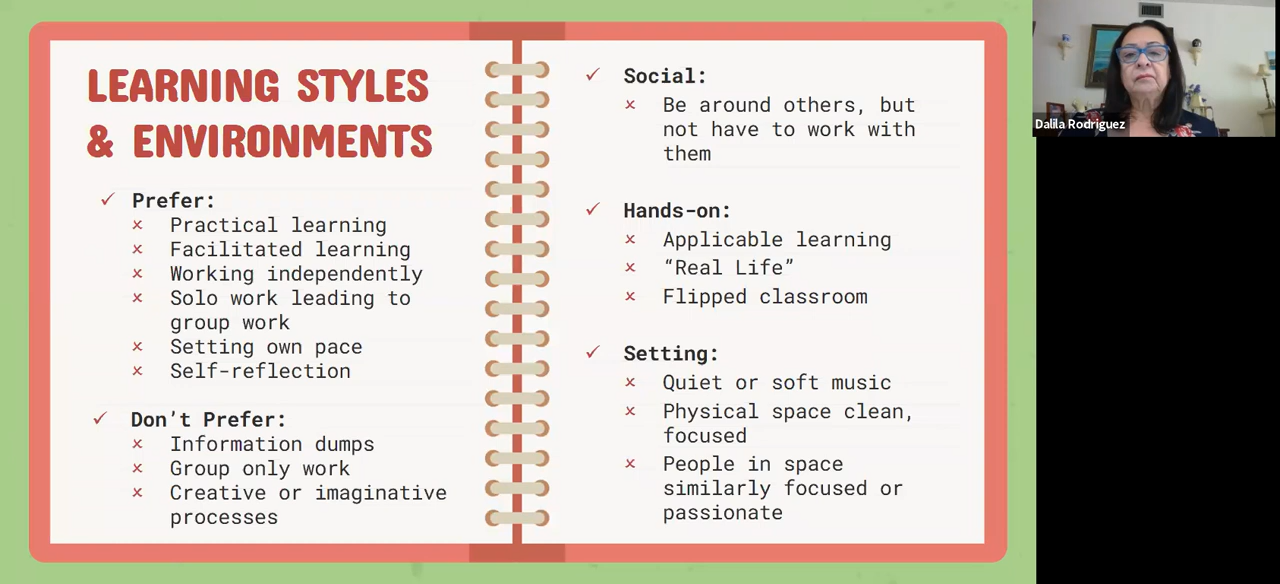 LEARNING STYLES
& ENVIRONMENTS
Prefer:
Practical learning
Facilitated learning
Working independently
Solo work leading to
group work
Setting own pace
Self-reflection
Don’t Prefer:
Information dumps
Group only work
Creative or imaginative
processes
Social:
Be around others, but
not have to work with
them
Hands-on:
Applicable learning
“Real Life”
Flipped classroom
Setting:
Quiet or soft music
Physical space clean,
focused
People in space
similarly focused or
passionate
Dalila Rodriguez